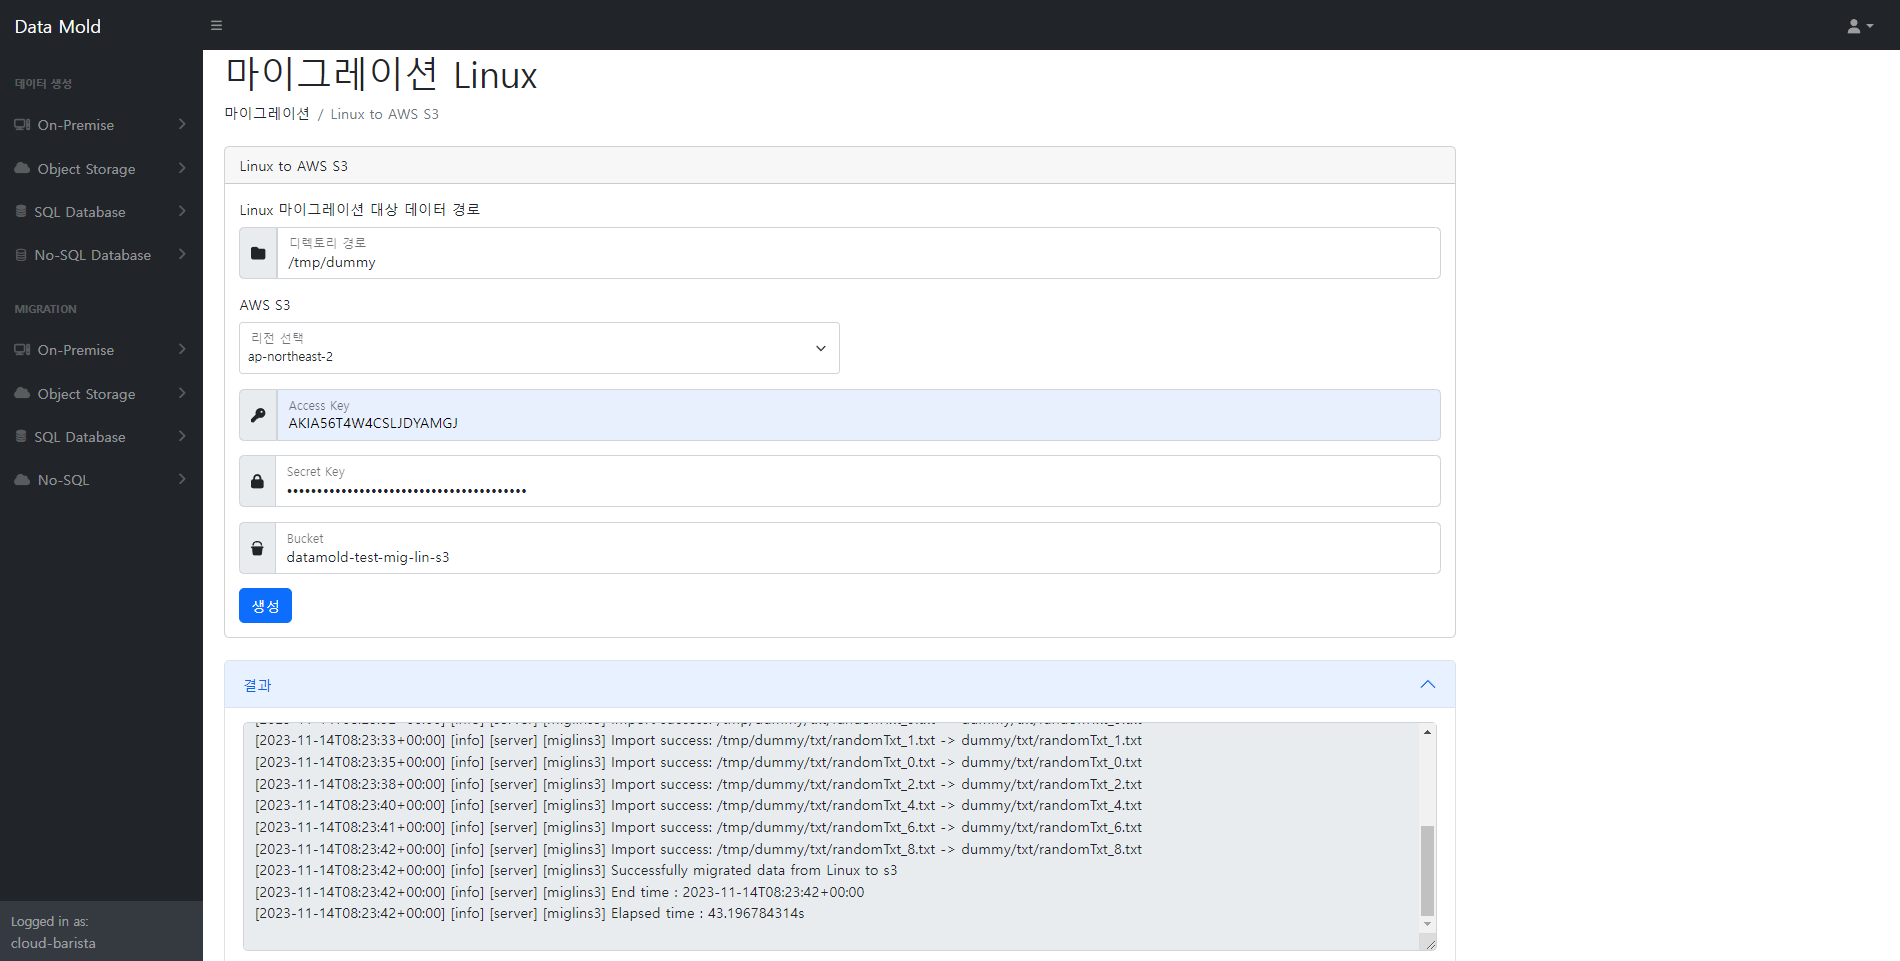 Data Mold
데이터 생성
On-Premise
Object Storage
SQL Database
No-SQL Database
MIGRATION
On-Premise
Object Storage
SQL Database
No-SQL
Logged in as:
cloud-barista
마이그레이션 Linux
마이그레이션 / Linux to AWS S3
Linux to AWS S3
Linux 마이그레이션 대상 데이터 경로
디렉토리 경로
/tmp/dummy
AWS S3
리전 선택
ap-northeast-2
Access Key
AKIA56T4W4CSLJDYAMGJ
Secret Key
••••••••••••••••••••••••••••••••••••••••
Bucket
datamold-test-mig-lin-s3
생성
결과
[2023-11-14T08:23:33+00:00] [info] [server] [miglins3] Import success: /tmp/dummy/txt/randomTxt_1.txt -> dummy/txt/randomTxt_1.txt
[2023-11-14T08:23:35+00:00] [info] [server] [miglins3] Import success: /tmp/dummy/txt/randomTxt_0.txt -> dummy/txt/randomTxt_0.txt
[2023-11-14T08:23:38+00:00] [info] [server] [miglins3] Import success: /tmp/dummy/txt/randomTxt_2.txt -> dummy/txt/randomTxt_2.txt
[2023-11-14T08:23:40+00:00] [info] [server] [miglins3] Import success: /tmp/dummy/txt/randomTxt_4.txt -> dummy/txt/randomTxt_4.txt
[2023-11-14T08:23:41+00:00] [info] [server] [miglins3] Import success: /tmp/dummy/txt/randomTxt_6.txt -> dummy/txt/randomTxt_6.txt
[2023-11-14T08:23:42+00:00] [info] [server] [miglins3] Import success: /tmp/dummy/txt/randomTxt_8.txt -> dummy/txt/randomTxt_8.txt
[2023-11-14T08:23:42+00:00] [info] [server] [miglins3] Successfully migrated data from Linux to s3
[2023-11-14T08:23:42+00:00] [info] [server] [miglins3] End time : 2023-11-14T08:23:42+00:00
[2023-11-14T08:23:42+00:00] [info] [server] [miglins3] Elapsed time : 43.196784314s